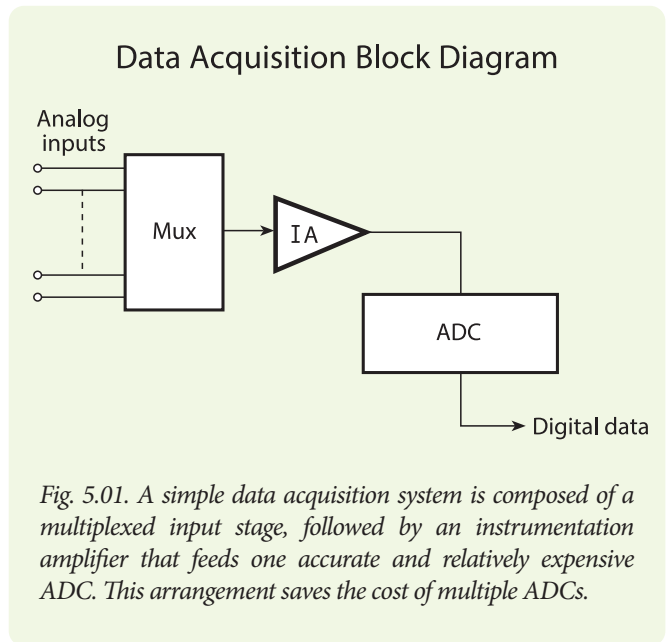 Data Acquisition Block Diagram
Analog
inputs
Mux
IA
ADC
Digital data
Fig. 5.01. A simple data acquisition system is composed of a
multiplexed input stage, followed by an instrumentation
amplifier that feeds one accurate and relatively expensive
ADC. This arrangement saves the cost of multiple ADCs.